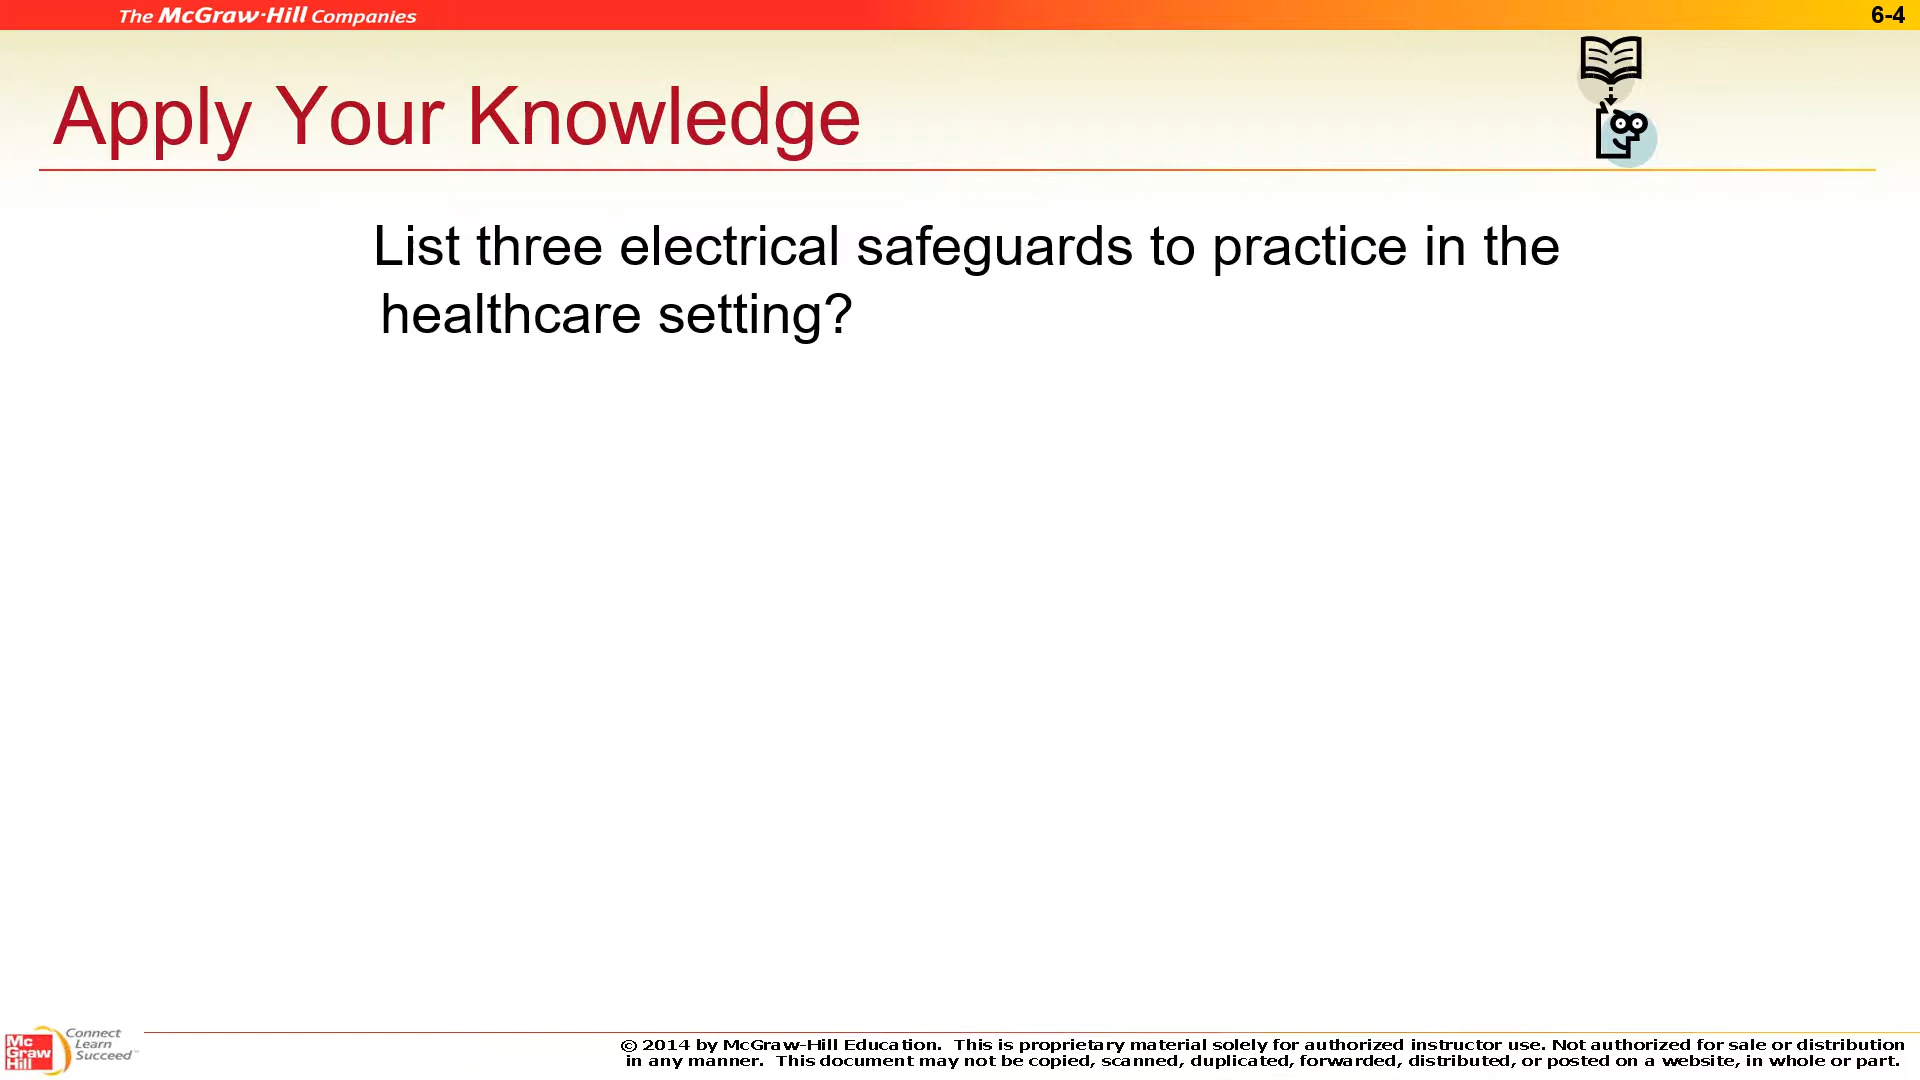 The McGraw-Hill Companies
6-4
Apply Your Knowledge
List three electrical safeguards to practice in the
healthcare setting?
Mc
Graw
Hill
Connect
Learn
Succeed™
© 2014 by McGraw-Hill Education. This is proprietary material solely for authorized instructor use. Not authorized for sale or distribution
in any manner. This document may not be copied, scanned, duplicated, forwarded, distributed, or posted on a website, in whole or part.